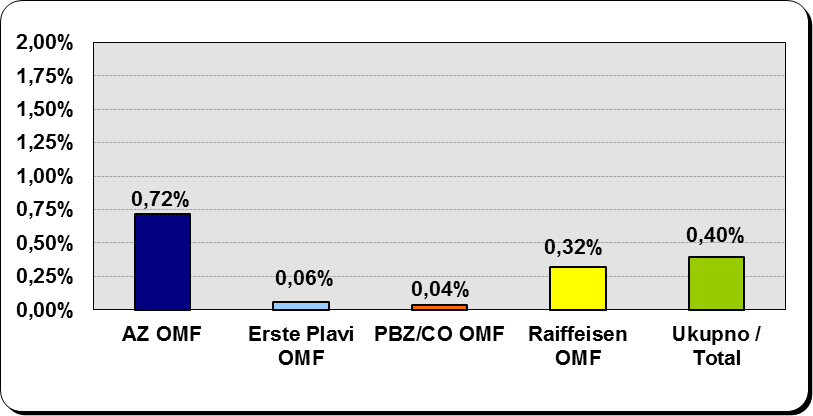 2,00%
1,75%
1,50%
1,25%
1,00%
0,75%
0,50%
0,25%
0,00%
0,72%
0,06%
0,04%
0,32%
0,40%
AZ OMF
Erste Plavi
OMF
PBZ/CO OMF
Raiffeisen
OMF
Ukupno /
Total